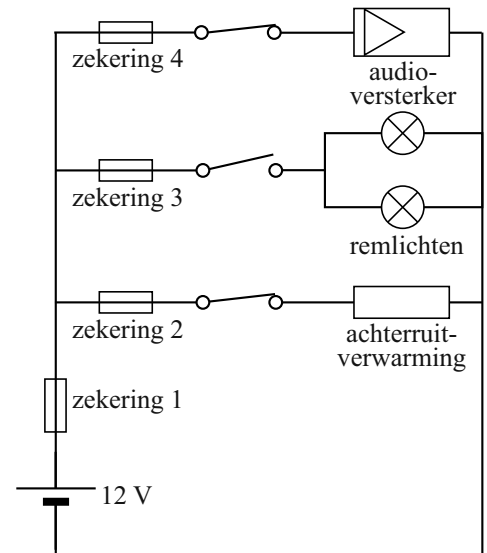 zekering 4
audio-
versterker
zekering 3
remlichten
zekering 2
achterruit-
verwarming
zekering 1
12 V